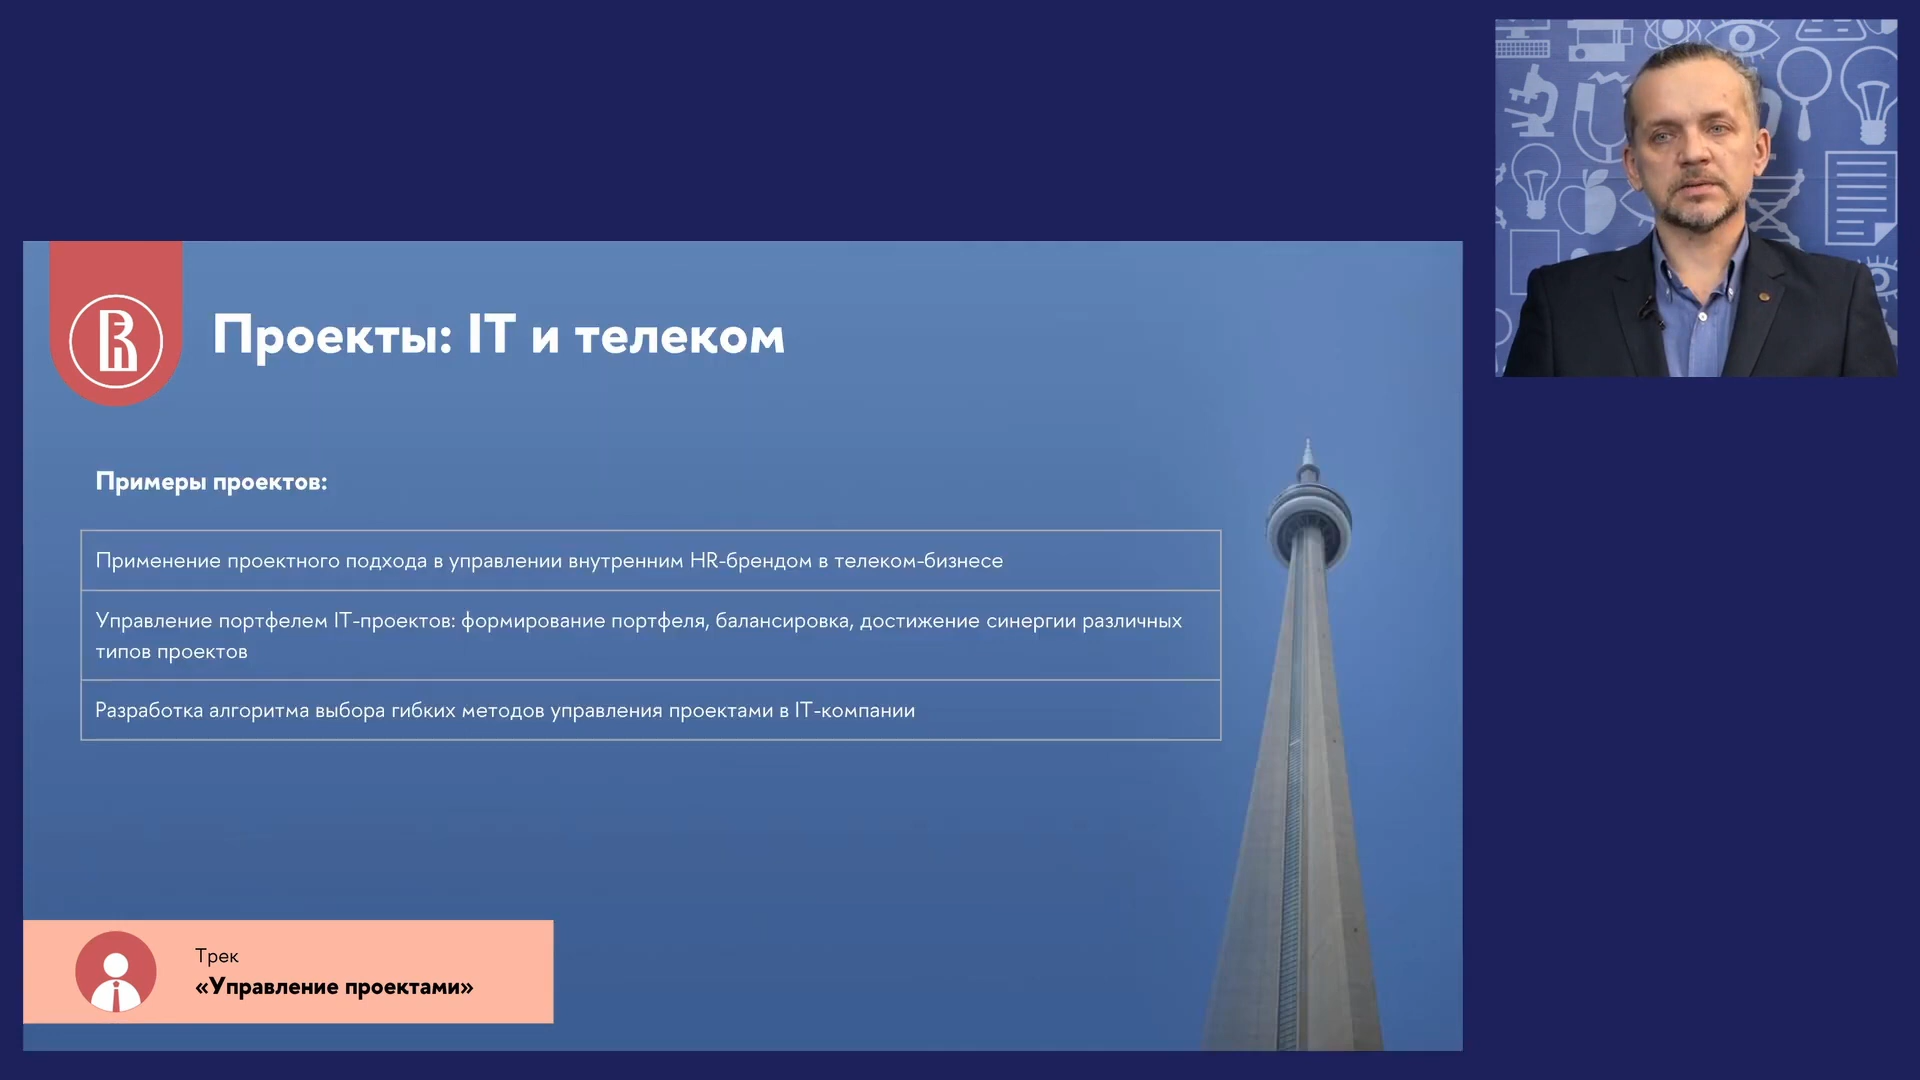 Проекты: IT и телеком
Примеры проектов:
Применение проектного подхода в управлении внутренним HR-брендом в телеком-бизнесе
Управление портфелем IT-проектов: формирование портфеля, балансировка, достижение синергии различных
типов проектов
Разработка алгоритма выбора гибких методов управления проектами в IT-компании
Трек
«Управление проектами»